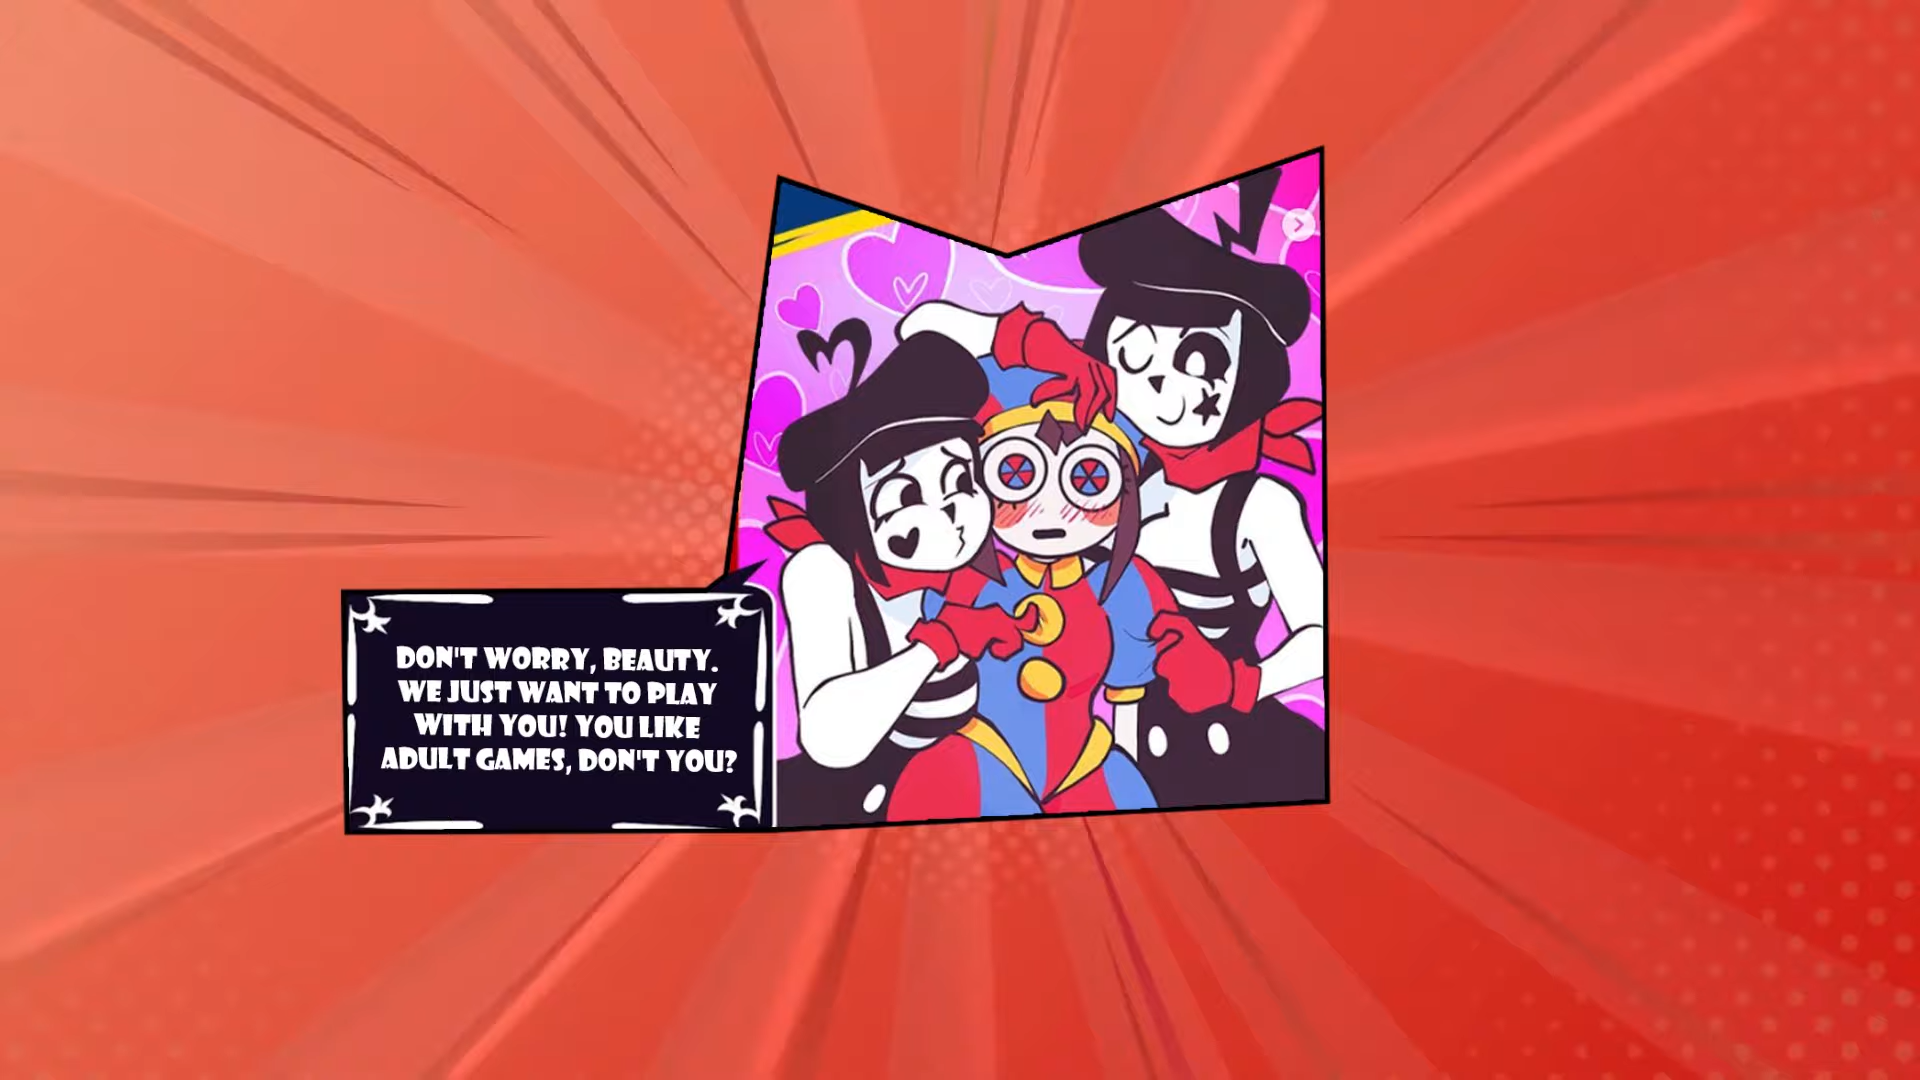 DON'T WORRY, BEAUTY.
WE JUST WANT TO PLAY
WITH YOU! YOU LIKE
ADULT GAMES, DON'T YOU?